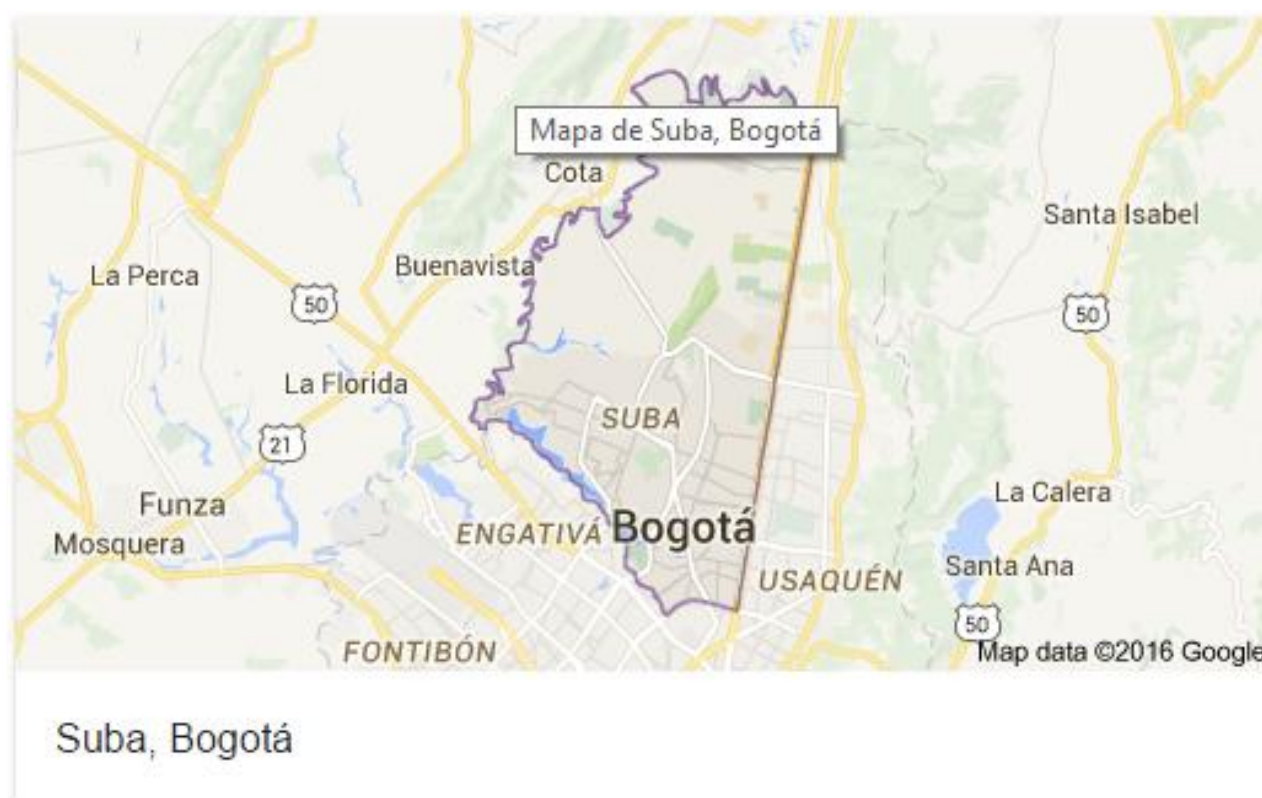 Mapa de Suba, Bogotá
Cota
Santa Isabel
La Perca
Buenavista
50
50
La Florida
SUBA
21
Funza
La Calera
Mosquera
ENGATIVÁ
Bogotá
Santa Ana
USAQUÉN
50
FONTIBÓN
Map data ©2016 Google
Suba, Bogotá